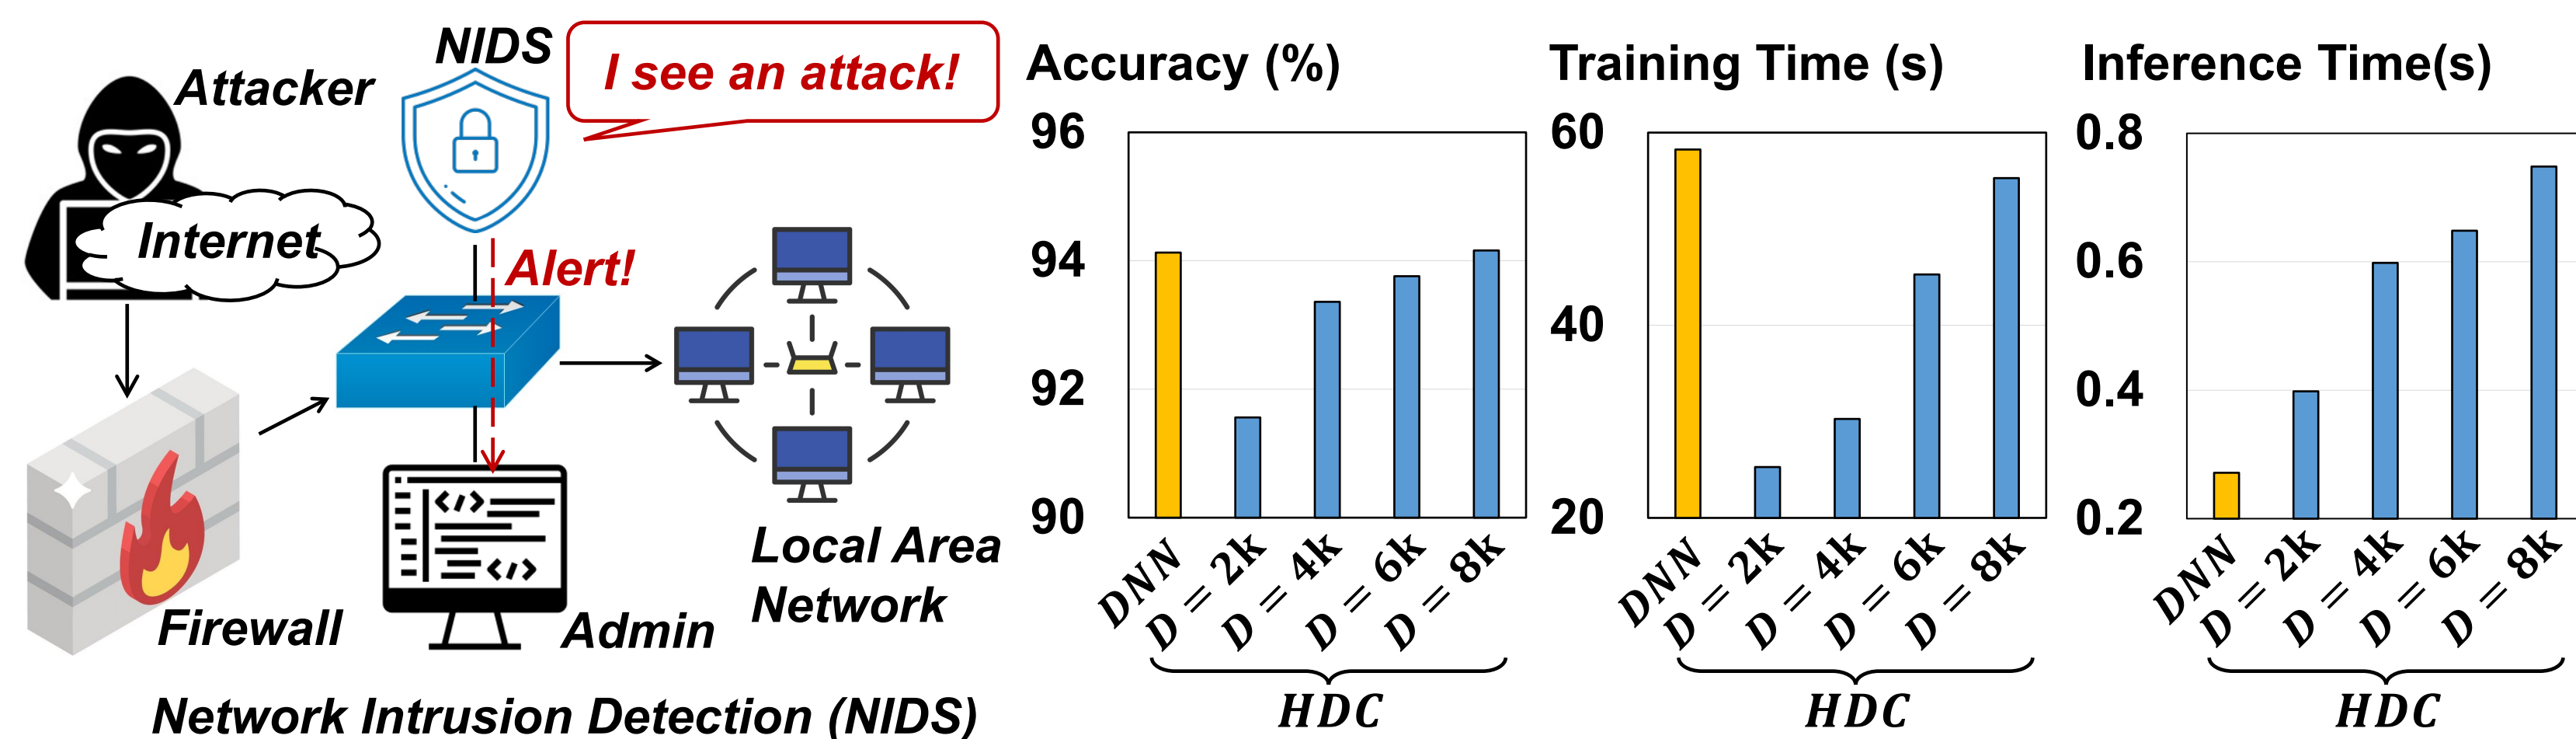 NIDS
I see an attack!
Attacker
Internet
Alert!
</>
</>
Firewall
Admin
Local Area
Network
Network Intrusion Detection (NIDS)
Accuracy (%)
96
94
92
90
DNN
D = 2k
D = 4k
D = 6k
D = 8k
HDC
Training Time (s)
60
40
20
DNN
D = 2k
D = 4k
D = 6k
D = 8k
HDC
Inference Time(s)
0.8
0.6
0.4
0.2
DNN
D = 2k
D = 4k
D = 6k
D = 8k
HDC